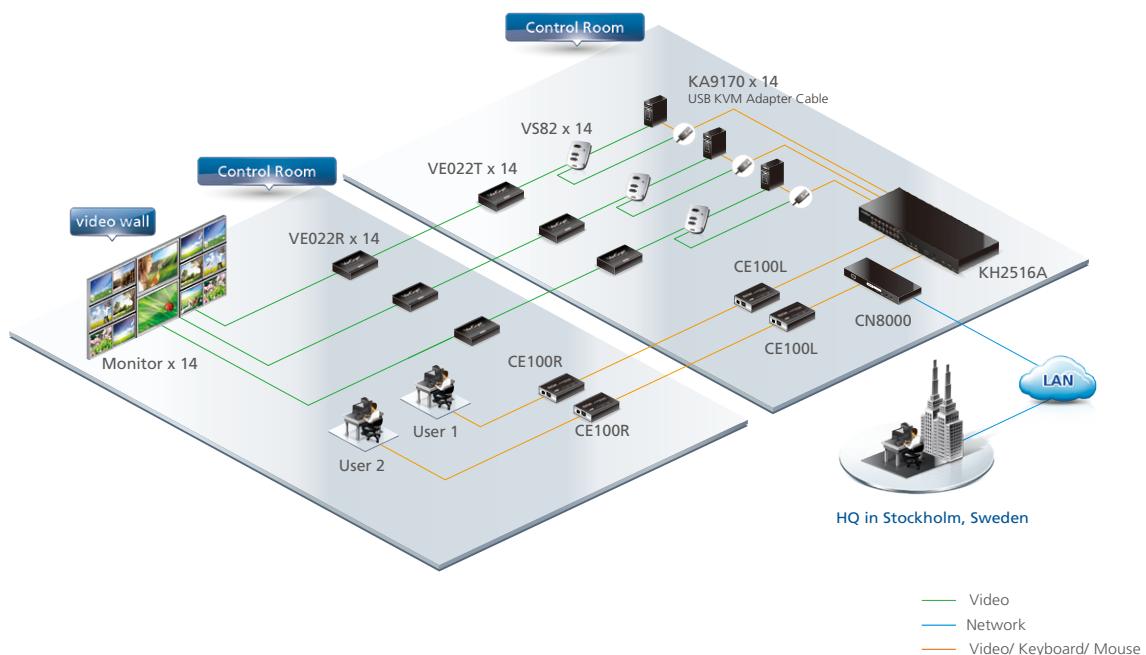 Control Room
KA9170 x 14
USB KVM Adapter Cable
VS82 x 14
VE022T x 14
Control Room
video wall
VE022R x 14
KH2516A
CE100L
CN8000
CE100L
Monitor x 14
CE100R
CE100R
User 1
User 2
LAN
HQ in Stockholm, Sweden
Video
Network
Video/ Keyboard/ Mouse